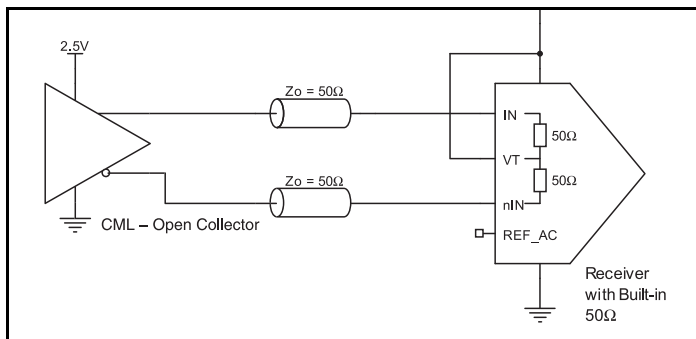 2.5V
Zo = 50Ω
IN
50Ω
VT
Zo = 50Ω
50Ω
nIN
CML – Open Collector
REF_AC
Receiver
with Built-in
50Ω